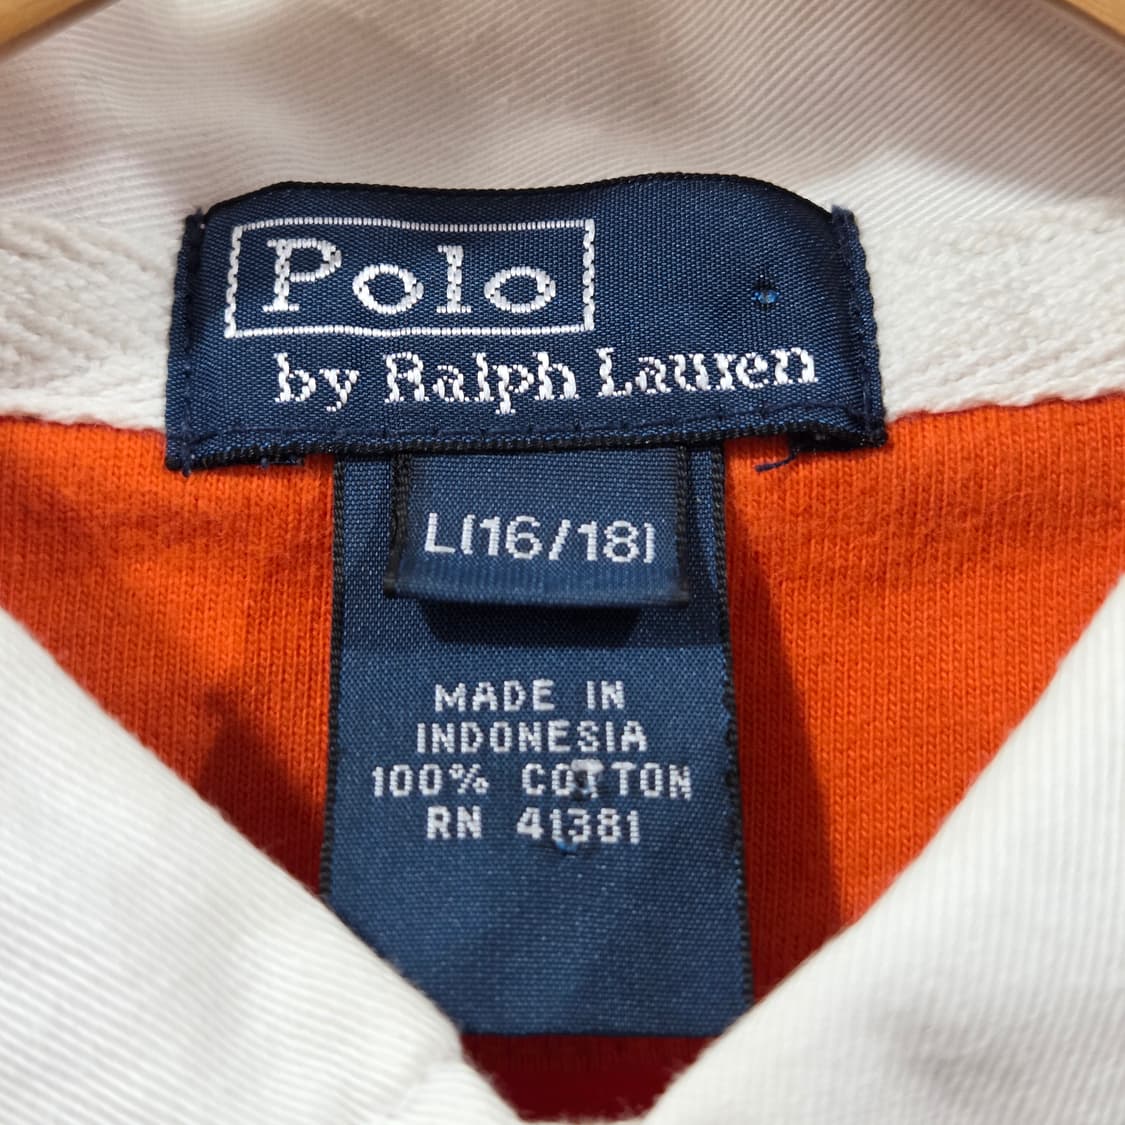 Polo
by Ralph Lauren
L(16/18)
MADE IN
INDONESIA
100% COTTON
RN 41381